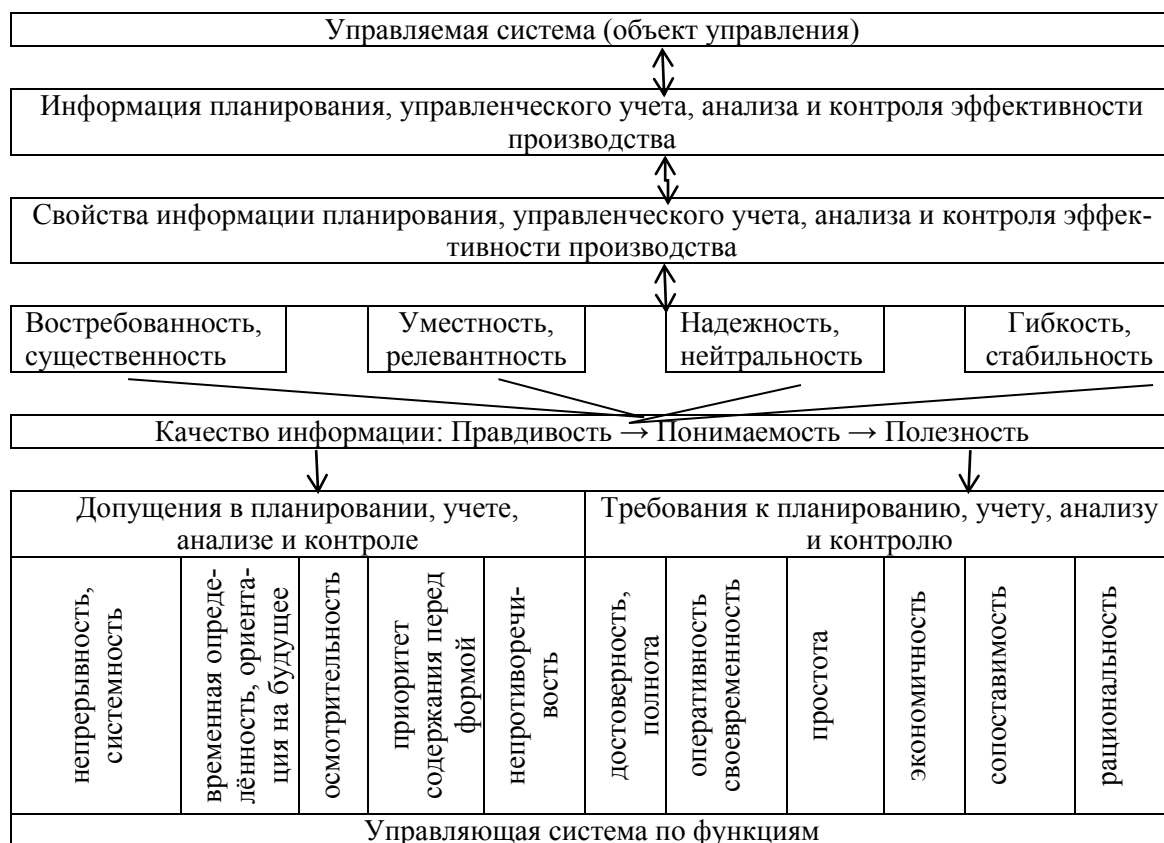 Управляемая система (объект управления)
Информация планирования, управленческого учета, анализа и контроля эффективности
производства
Свойства информации планирования, управленческого учета, анализа и контроля эффек-
тивности производства
Востребованность,
существенность
Уместность,
релевантность
Надежность,
нейтральность
Гибкость,
стабильность
Качество информации: Правдивость → Понимаемость → Полезность
Допущения в планировании, учете,
анализе и контроле
Требования к планированию, учету, анализу
и контролю
непрерывность,
системность
временная опреде-
лённость, ориента-
ция на будущее
осмотрительность
приоритет
содержания перед
формой
непротиворечи-
вость
достоверность,
полнота
оперативность
своевременность
простота
экономичность
сопоставимость
рациональность
Управляющая система по функциям